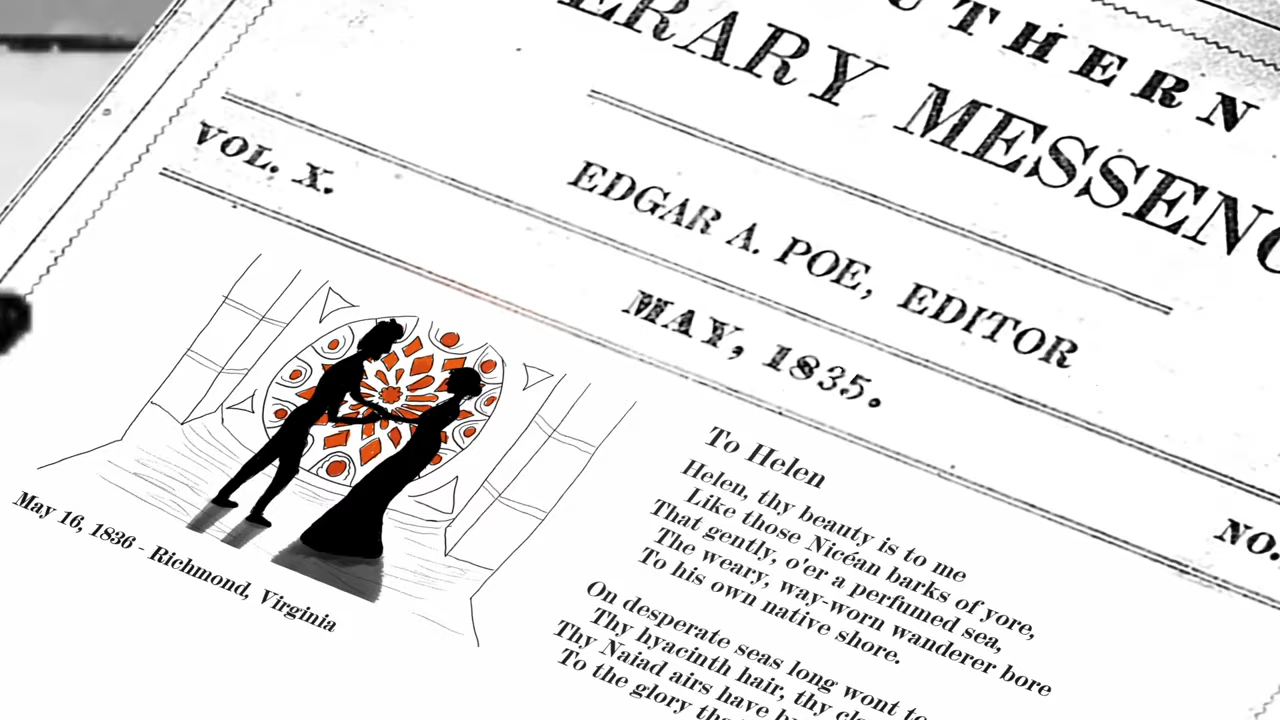 UTHERN
ERARY MESSENG
VOL. X.
EDGAR A. POE, EDITOR
MAY, 1835.
NO.
May 16, 1836 - Richmond, Virginia
To Helen
Helen, thy beauty is to me
Like those Nicéan barks of yore,
That gently, o'er a perfumed sea,
The weary, way-worn wanderer bore
To his own native shore.
On desperate seas long wont to
Thy hyacinth hair, thy
Thy Naiad airs have
To the glory